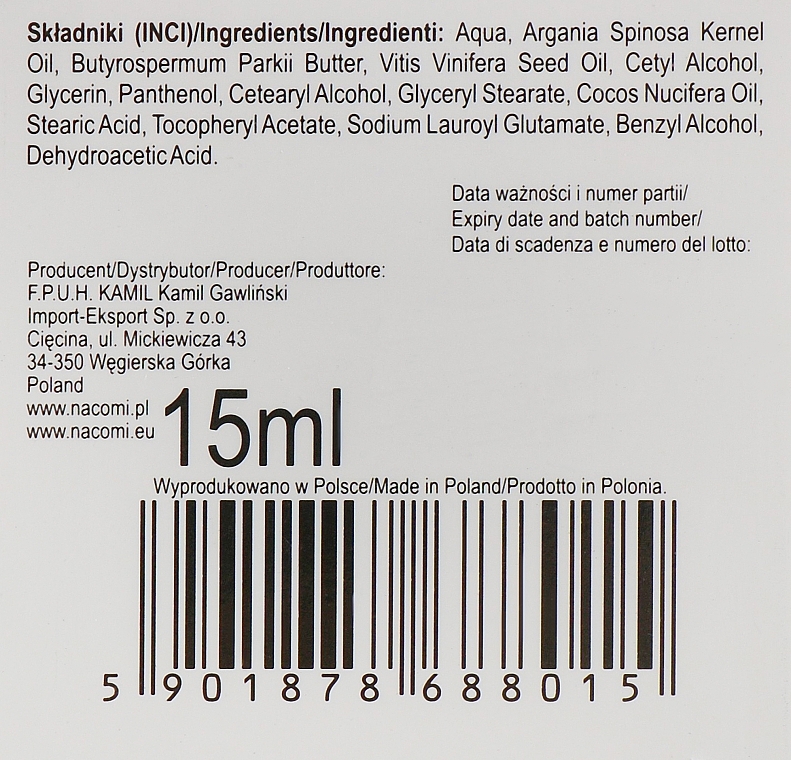 Składniki (INCI)/Ingredients/Ingredienti: Aqua, Argania Spinosa Kernel
Oil, Butyrospermum Parkii Butter, Vitis Vinifera Seed Oil, Cetyl Alcohol,
Glycerin, Panthenol, Cetearyl Alcohol, Glyceryl Stearate, Cocos Nucifera Oil,
Stearic Acid, Tocopheryl Acetate, Sodium Lauroyl Glutamate, Benzyl Alcohol,
Dehydroacetic Acid.
Data ważności i numer partii/
Expiry date and batch number/
Data di scadenza e numero del lotto:
Producent/Dystrybutor/Producer/Produttore:
F.P.U.H. KAMIL Kamil Gawliński
Import-Eksport Sp. z o.o.
Cięcina, ul. Mickiewicza 43
34-350 Węgierska Górka
Poland
www.nacomi.pl
www.nacomi.eu
15ml
Wyprodukowano w Polsce/Made in Poland/Prodotto in Polonia.
5 901878 688015